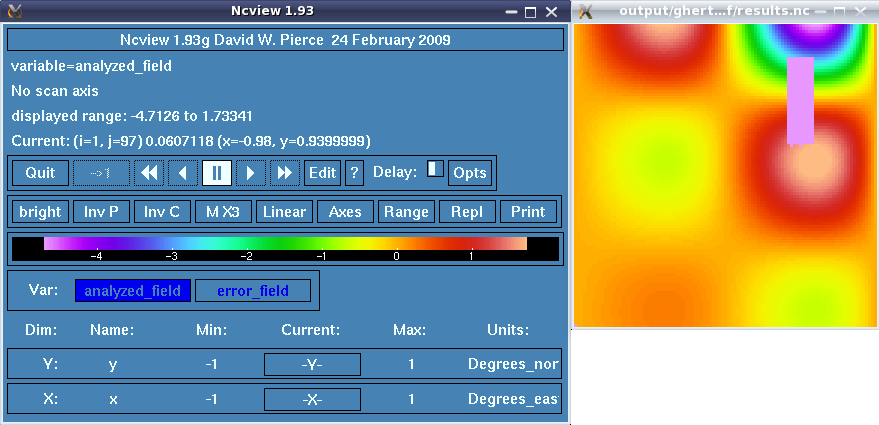 Ncview 1.93
output/ghert...f/results.nc
Ncview 1.93g David W. Pierce 24 February 2009
variable=analyzed_field
No scan axis
displayed range: -4.7126 to 1.73341
Current: (i=1, j=97) 0.0607118 (x=-0.98, y=0.9399999)
Quit ->1 Edit ? Delay: Opts
bright Inv P Inv C M X3 Linear Axes Range Repl Print
-4 -3 -2 -1 0 1
Var: analyzed_field error_field
Dim: Name: Min: Current: Max: Units:
Y: y -1 -Y- 1 Degrees_nor
X: x -1 -X- 1 Degrees_eas